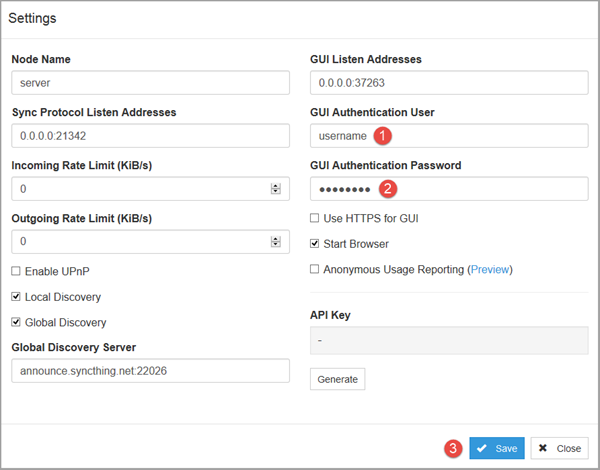 Settings
Node Name
server
Sync Protocol Listen Addresses
0.0.0.0:21342
Incoming Rate Limit (KiB/s)
0
Outgoing Rate Limit (KiB/s)
0
Enable UPnP
Local Discovery
Global Discovery
Global Discovery Server
announce.syncthing.net:22026
GUI Listen Addresses
0.0.0.0:37263
GUI Authentication User
username 1
GUI Authentication Password
●●●●●●●● 2
Use HTTPS for GUI
Start Browser
Anonymous Usage Reporting (Preview)
API Key
-
Generate
3 Save Close